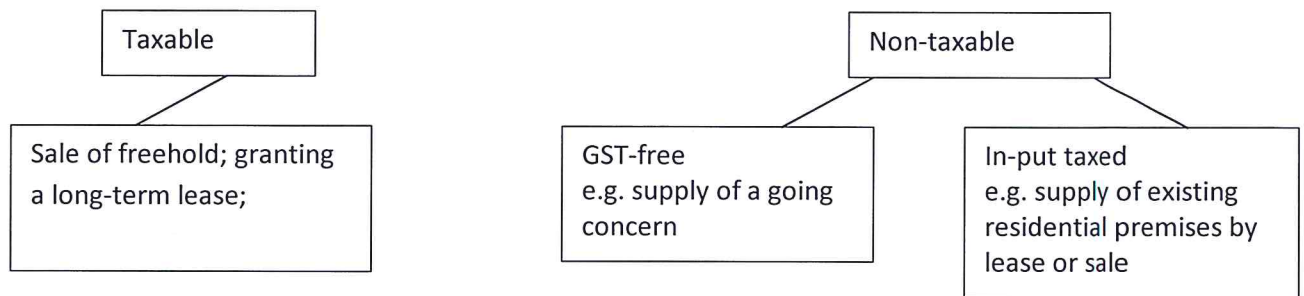 Taxable
Non-taxable
Sale of freehold; granting
a long-term lease;
GST-free
e.g. supply of a going
concern
In-put taxed
e.g. supply of existing
residential premises by
lease or sale